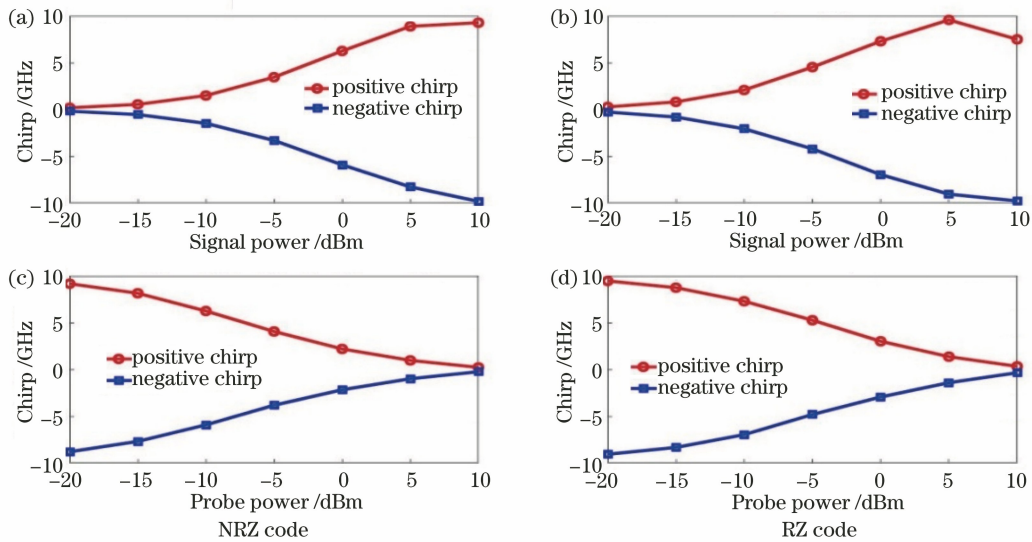 (a)
10
5
0
−5
−10
Chirp /GHz
positive chirp
negative chirp
−20 −15 −10 −5 0 5 10
Signal power /dBm
(b)
10
5
0
−5
−10
Chirp /GHz
positive chirp
negative chirp
−20 −15 −10 −5 0 5 10
Signal power /dBm
(c)
10
5
0
−5
−10
Chirp /GHz
positive chirp
negative chirp
−20 −15 −10 −5 0 5 10
Probe power /dBm
NRZ code
(d)
10
5
0
−5
−10
Chirp /GHz
positive chirp
negative chirp
−20 −15 −10 −5 0 5 10
Probe power /dBm
RZ code